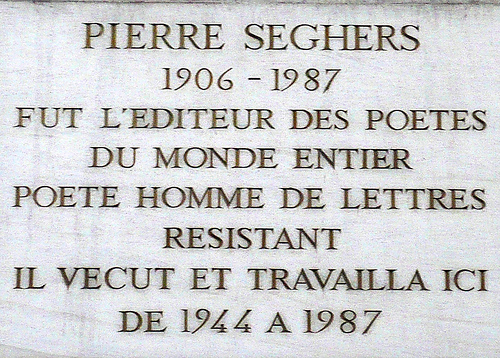 PIERRE SEGHERS
1906 - 1987
FUT L'EDITEUR DES POETES
DU MONDE ENTIER
POETE HOMME DE LETTRES
RESISTANT
IL VECUT ET TRAVAILLA ICI
DE 1944 A 1987